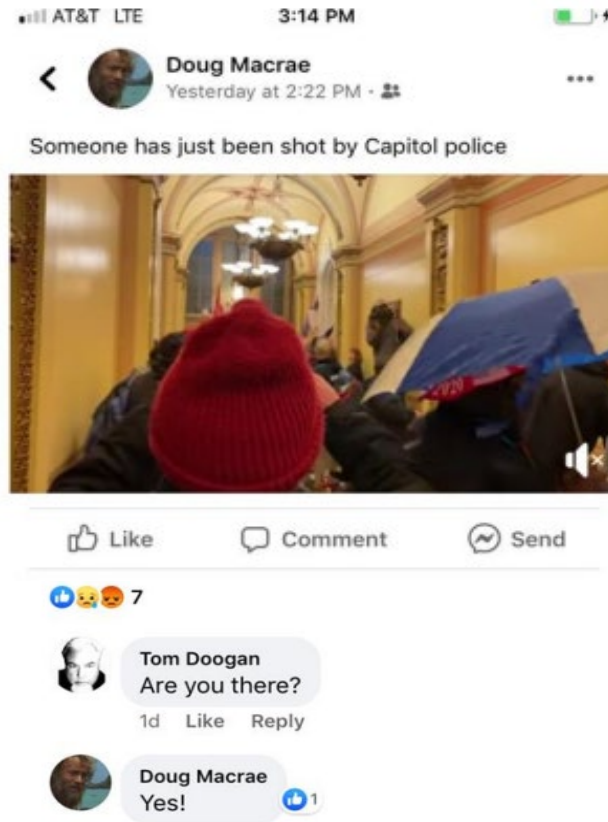 AT&T LTE 3:14 PM
Doug Macrae
Yesterday at 2:22 PM ·
Someone has just been shot by Capitol police
2020
Like Comment Send
7
Tom Doogan
Are you there?
1d Like Reply
Doug Macrae
Yes!
1